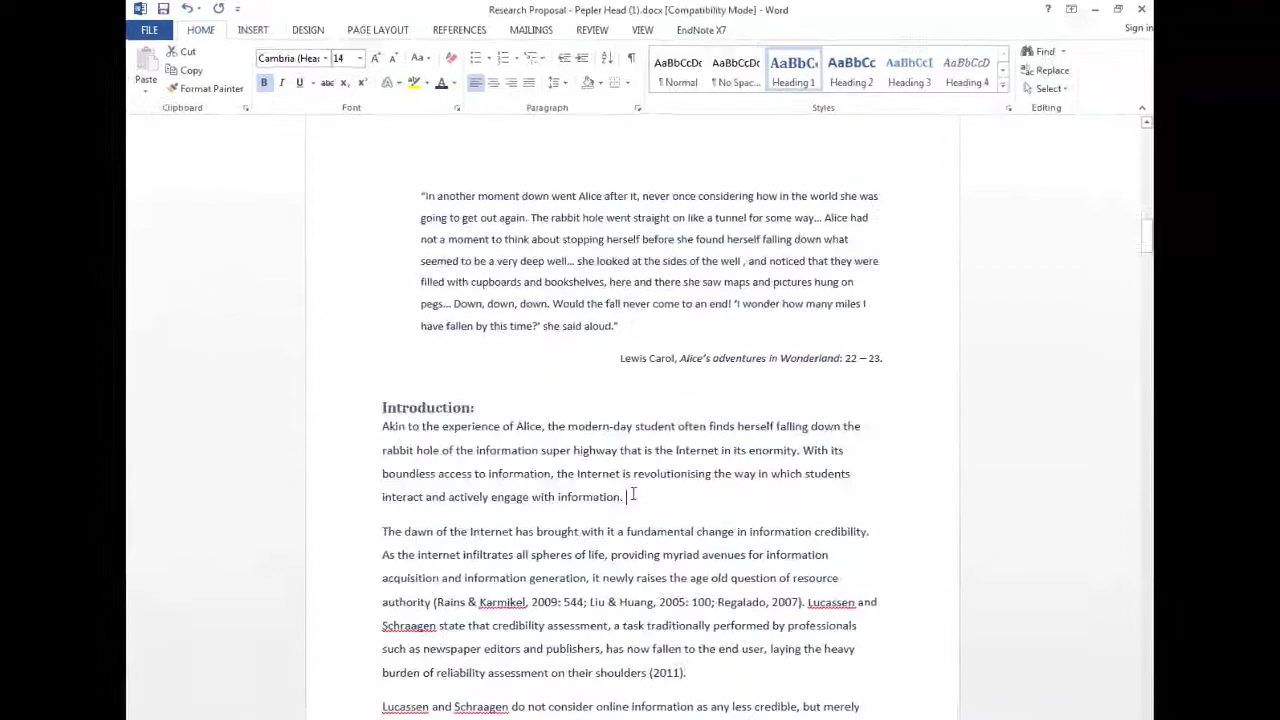 Research Proposal - Pepler Head (1).docx [Compatibility Mode] - Word
Sign in
FILE HOME INSERT DESIGN PAGE LAYOUT REFERENCES MAILINGS REVIEW VIEW EndNote X7
Paste
Cut
Copy
Format Painter
Clipboard
Cambria (Hea 14
Font
Paragraph
AaBbCcDc AaBbCcDc AaBbC AaBbCc AaBbCcD AaBbCcD
¶ Normal ¶ No Spac... Heading 1 Heading 2 Heading 3 Heading 4
Styles
Find
Replace
Select
Editing
“In another moment down went Alice after it, never once considering how in the world she was
going to get out again. The rabbit hole went straight on like a tunnel for some way... Alice had
not a moment to think about stopping herself before she found herself falling down what
seemed to be a very deep well... she looked at the sides of the well , and noticed that they were
filled with cupboards and bookshelves, here and there she saw maps and pictures hung on
pegs... Down, down, down. Would the fall never come to an end! ‘I wonder how many miles I
have fallen by this time?’ she said aloud.”
Lewis Carol, Alice’s adventures in Wonderland: 22 – 23.
Introduction:
Akin to the experience of Alice, the modern-day student often finds herself falling down the
rabbit hole of the information super highway that is the Internet in its enormity. With its
boundless access to information, the Internet is revolutionising the way in which students
interact and actively engage with information.
The dawn of the Internet has brought with it a fundamental change in information credibility.
As the internet infiltrates all spheres of life, providing myriad avenues for information
acquisition and information generation, it newly raises the age old question of resource
authority (Rains & Karmikel, 2009: 544; Liu & Huang, 2005: 100; Regalado, 2007). Lucassen and
Schraagen state that credibility assessment, a task traditionally performed by professionals
such as newspaper editors and publishers, has now fallen to the end user, laying the heavy
burden of reliability assessment on their shoulders (2011).
Lucassen and Schraagen do not consider online information as any less credible, but merely